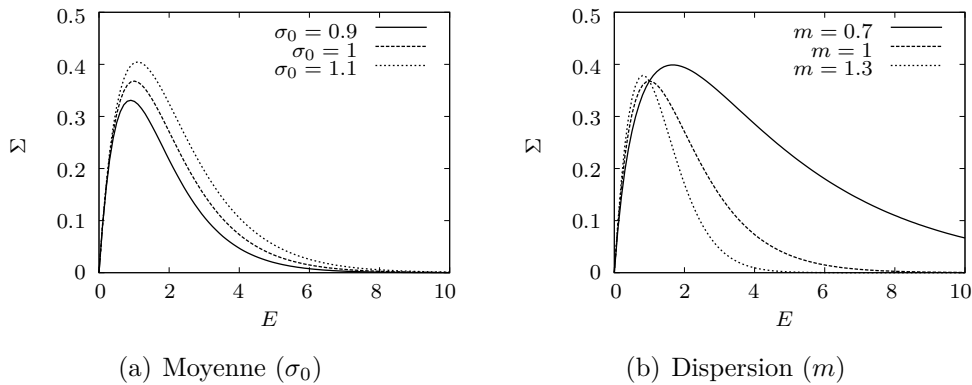 0.5
0.4
0.3
0.2
0.1
0
0 2 4 6 8 10
Σ
E
σ₀ = 0.9
σ₀ = 1
σ₀ = 1.1
(a) Moyenne (σ₀)
0.5
0.4
0.3
0.2
0.1
0
0 2 4 6 8 10
Σ
E
m = 0.7
m = 1
m = 1.3
(b) Dispersion (m)